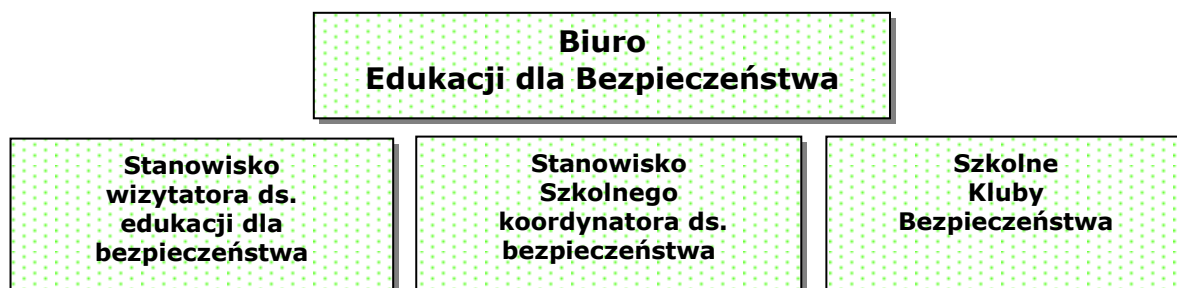 Biuro
Edukacji dla Bezpieczeństwa
Stanowisko
wizytatora ds.
edukacji dla
bezpieczeństwa
Stanowisko
Szkolnego
koordynatora ds.
bezpieczeństwa
Szkolne
Kluby
Bezpieczeństwa